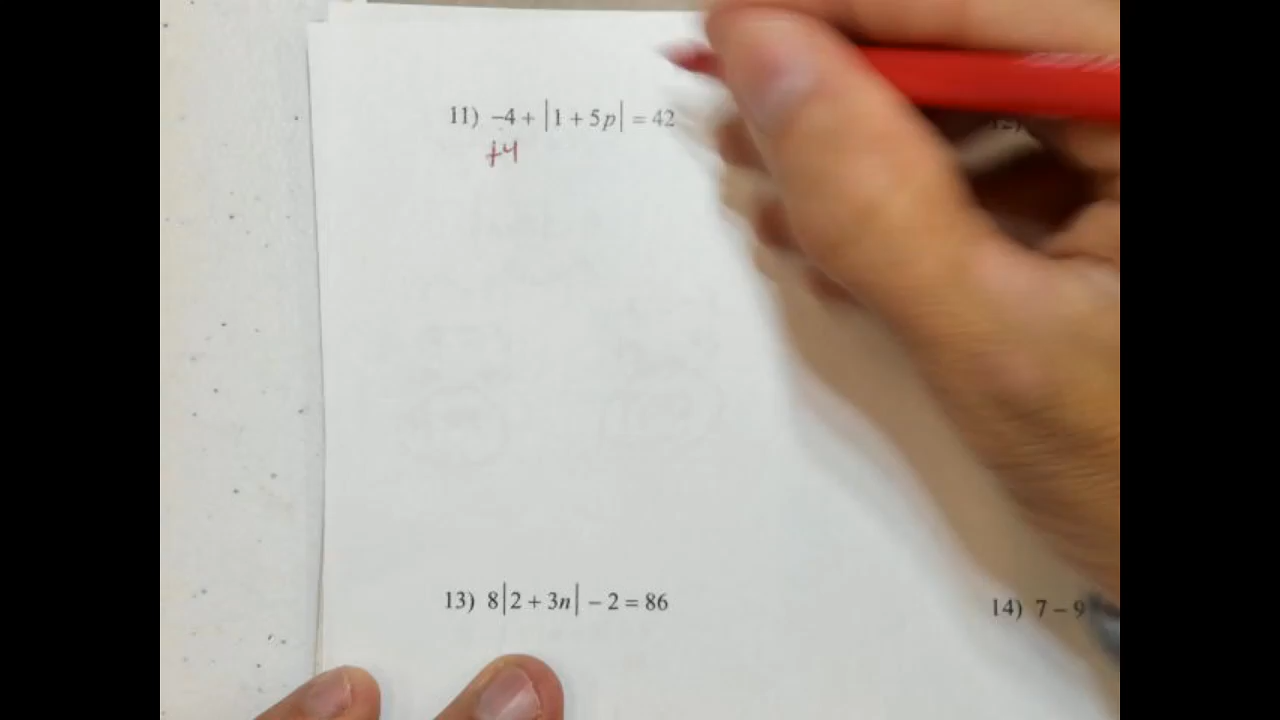 11) −4 + |1 + 5p| = 42
+4
13) 8|2 + 3n| − 2 = 86
14) 7 − 9